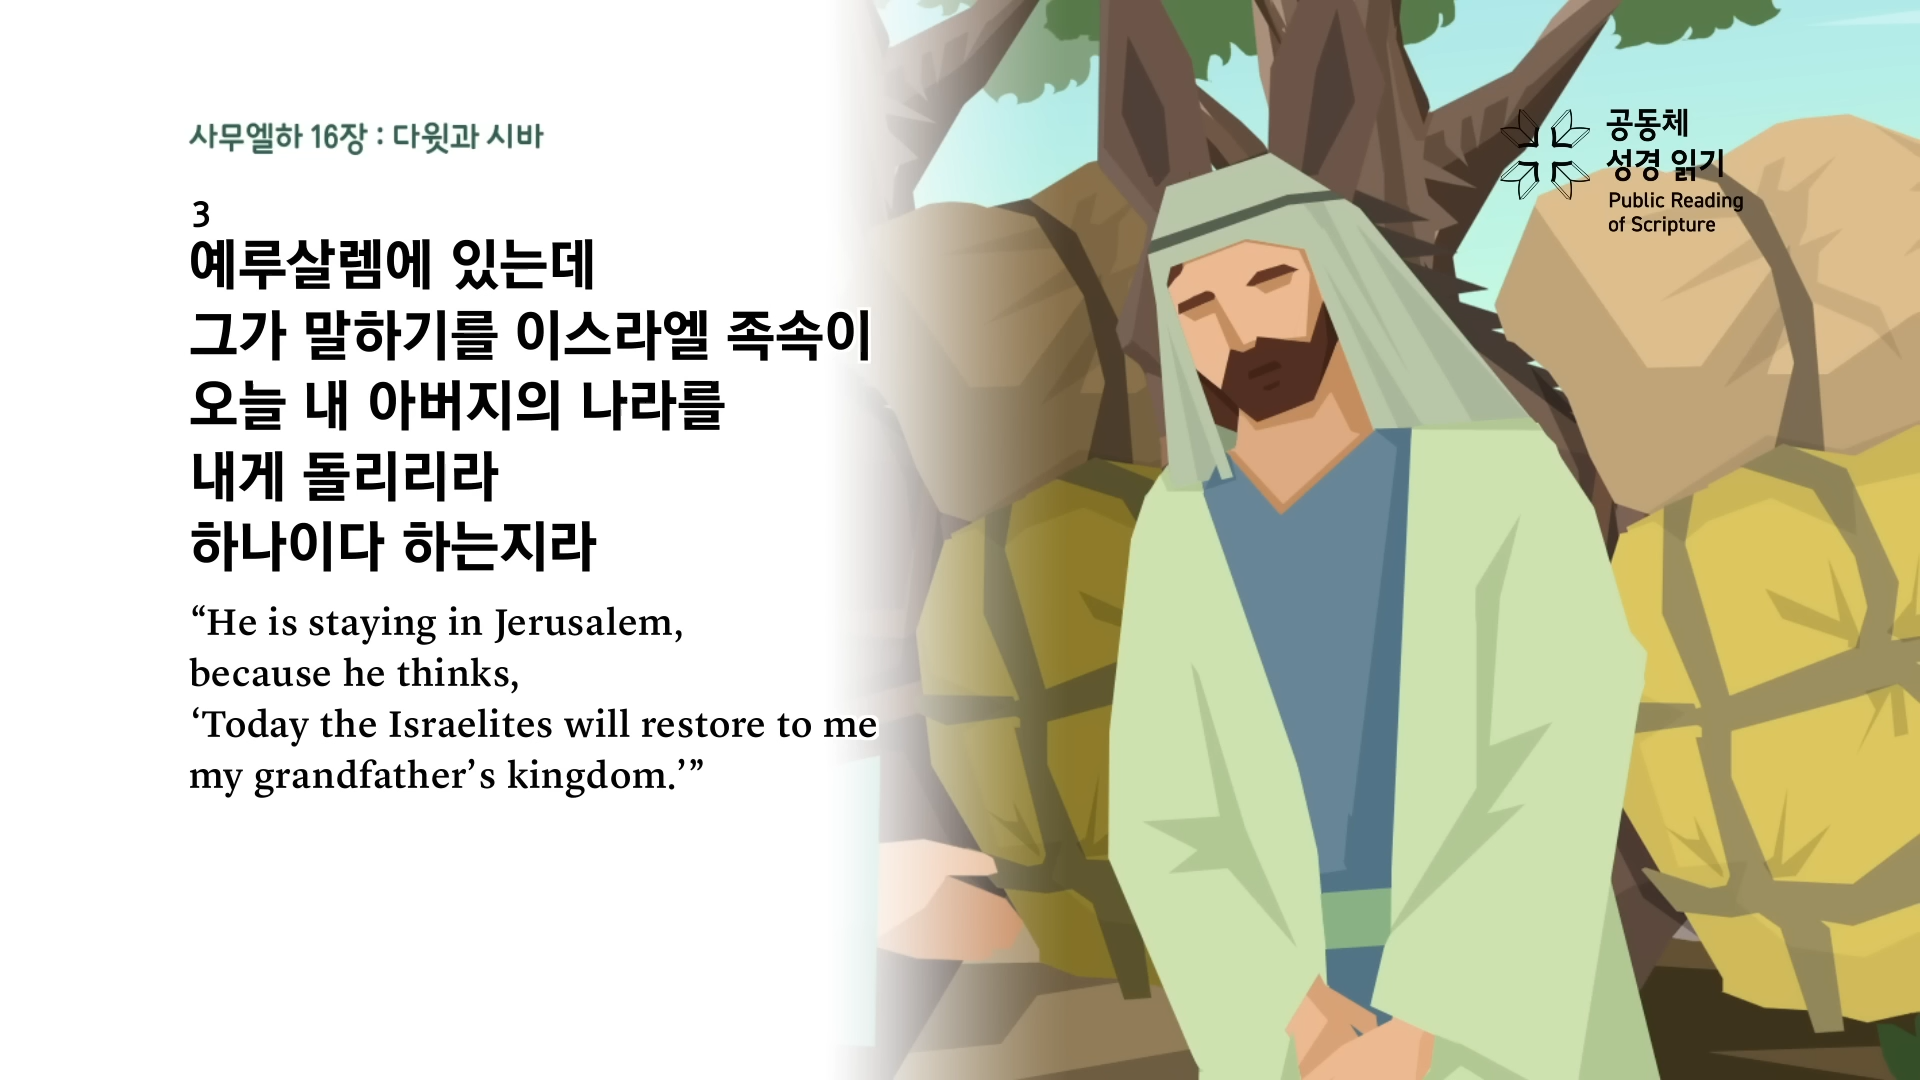 사무엘하 16장 : 다윗과 시바
3
예루살렘에 있는데
그가 말하기를 이스라엘 족속이
오늘 내 아버지의 나라를
내게 돌리리라
하나이다 하는지라
“He is staying in Jerusalem,
because he thinks,
‘Today the Israelites will restore to me
my grandfather’s kingdom.’”
공동체
성경 읽기
Public Reading
of Scripture